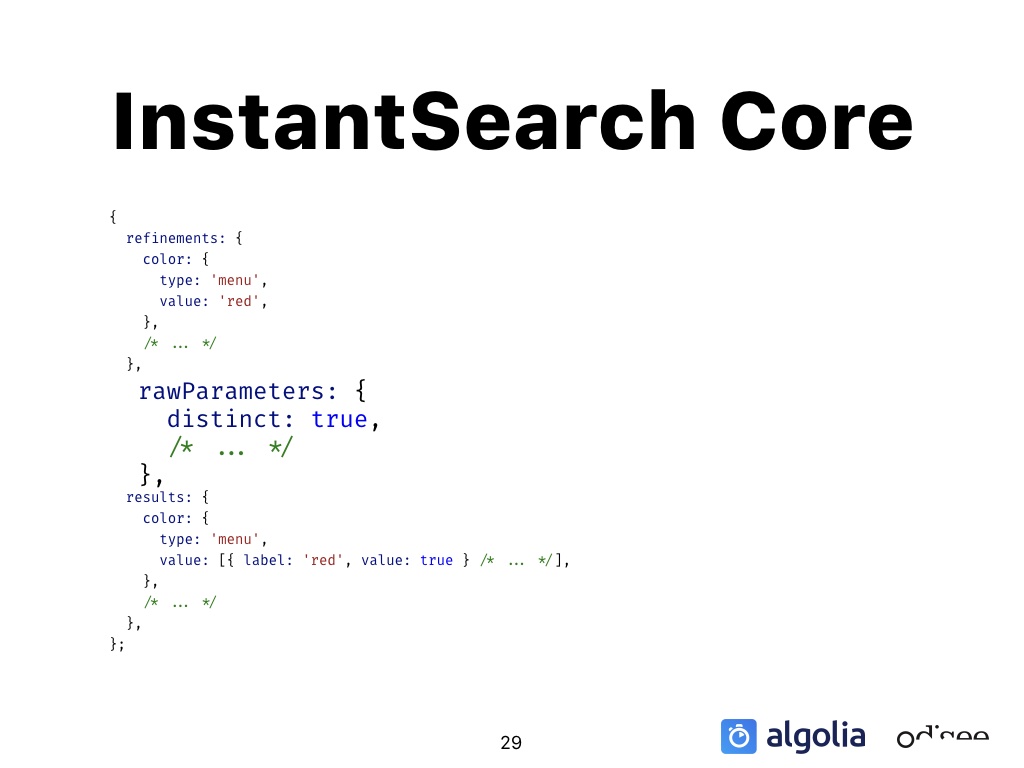 InstantSearch Core
{
  refinements: {
    color: {
      type: 'menu',
      value: 'red',
    },
    /* ... */
  },
  rawParameters: {
    distinct: true,
    /* ... */
  },
  results: {
    color: {
      type: 'menu',
      value: [{ label: 'red', value: true } /* ... */],
    },
    /* ... */
  },
};
29
algolia
odisee